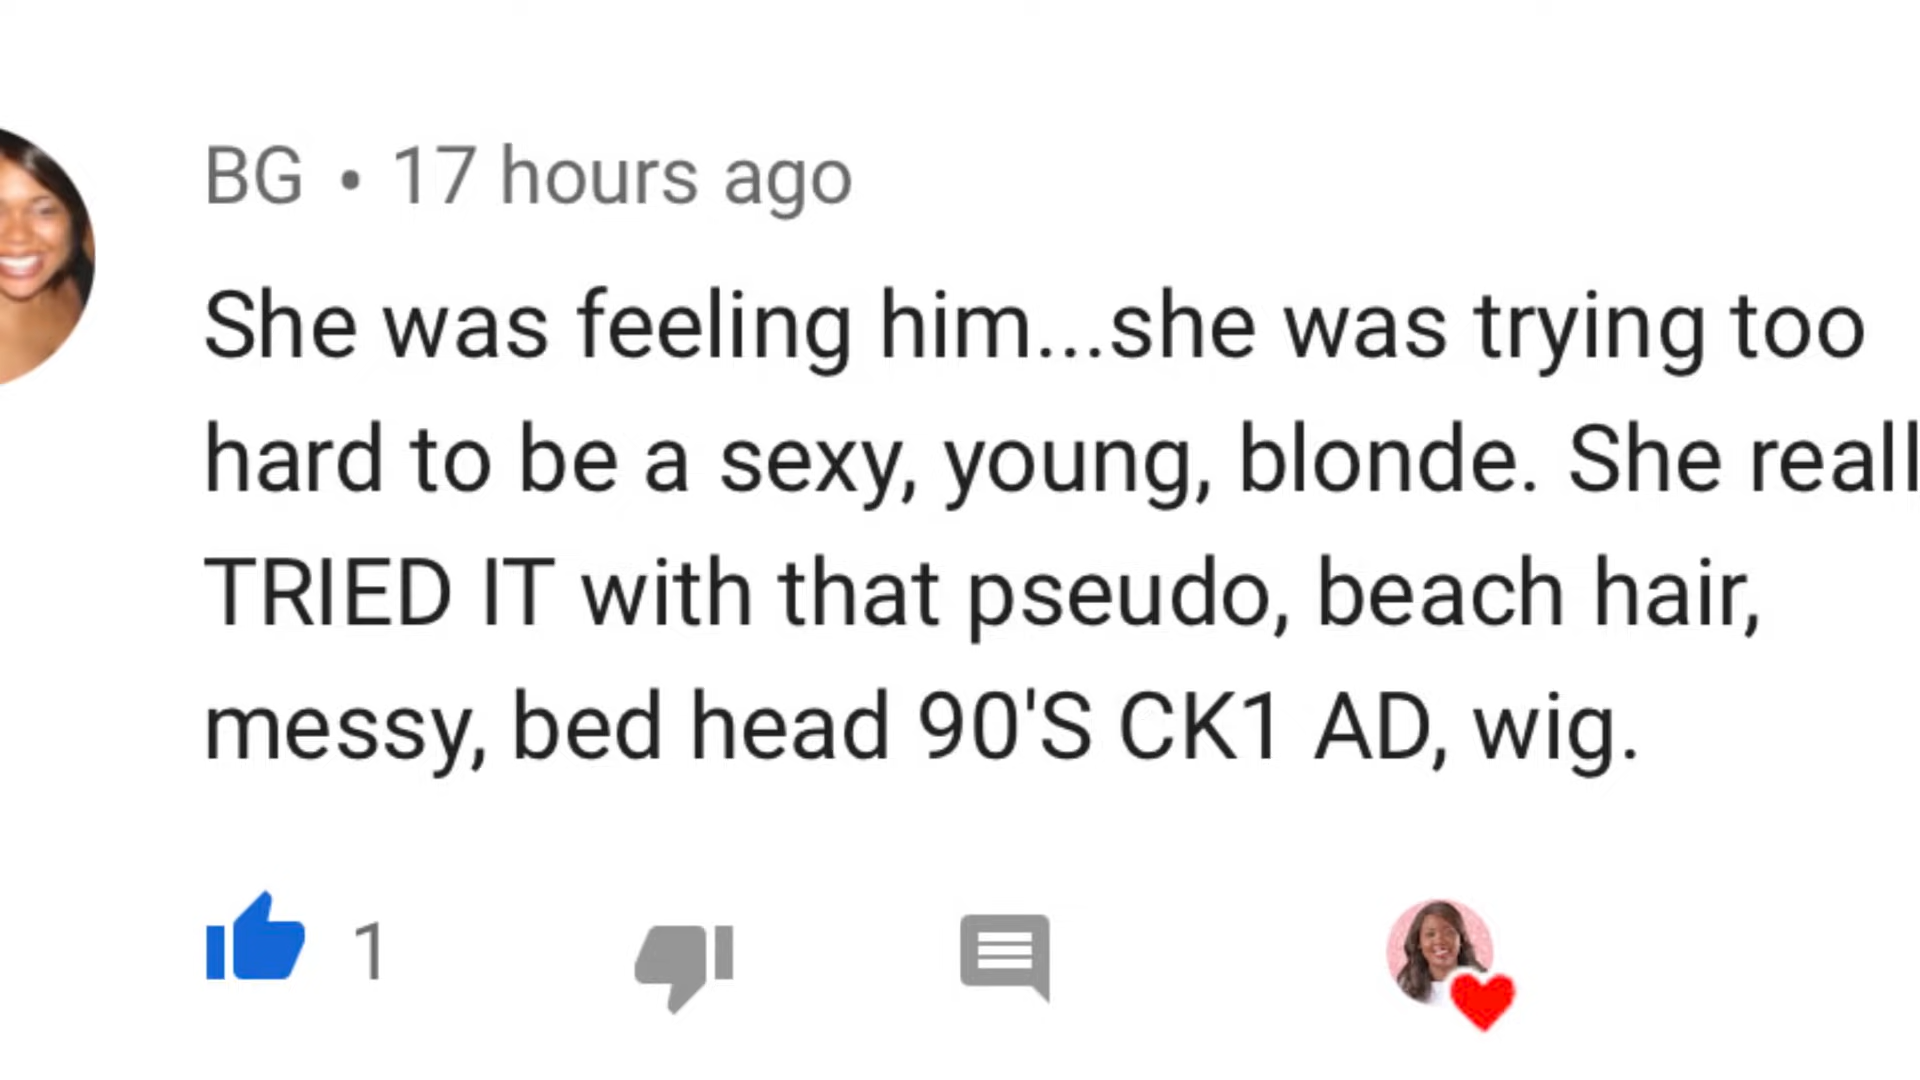 BG • 17 hours ago
She was feeling him...she was trying too
hard to be a sexy, young, blonde. She reall
TRIED IT with that pseudo, beach hair,
messy, bed head 90'S CK1 AD, wig.
1